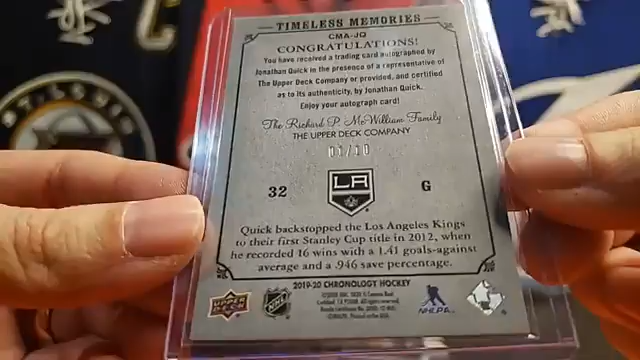 TIMELESS MEMORIES
CMA-JQ
CONGRATULATIONS!
You have received a trading card autographed by
Jonathan Quick in the presence of a representative of
The Upper Deck Company or provided, and certified
as to its authenticity, by Jonathan Quick.
Enjoy your autograph card!
The Richard P. McWilliam Family
THE UPPER DECK COMPANY
01/10
32 LA G
Quick backstopped the Los Angeles Kings
to their first Stanley Cup title in 2012, when
he recorded 16 wins with a 1.41 goals-against
average and a .946 save percentage.
2019-20 CHRONOLOGY HOCKEY
UPPER DECK NHL NHLPA
ST. LOUIS